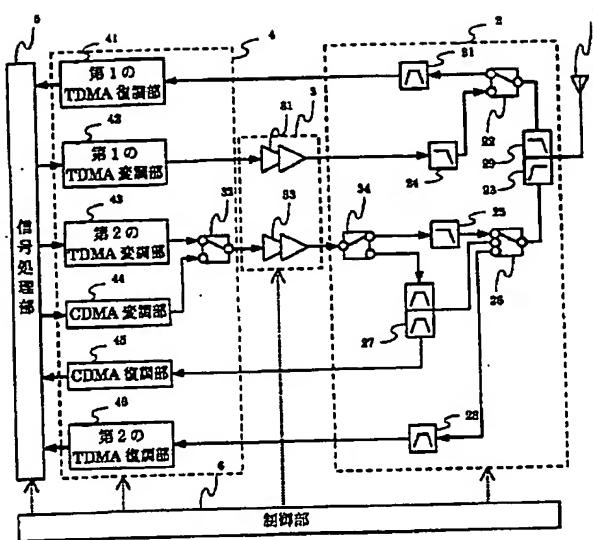 5
41
4
2
第1の
TDMA 復調部
21
42
31
3
22
第1の
TDMA 変調部
29
24
23
43
32
33
34
25
第2の
TDMA 変調部
信号処理部
44
26
CDMA 変調部
27
45
CDMA 復調部
46
28
第2の
TDMA 復調部
6
制御部